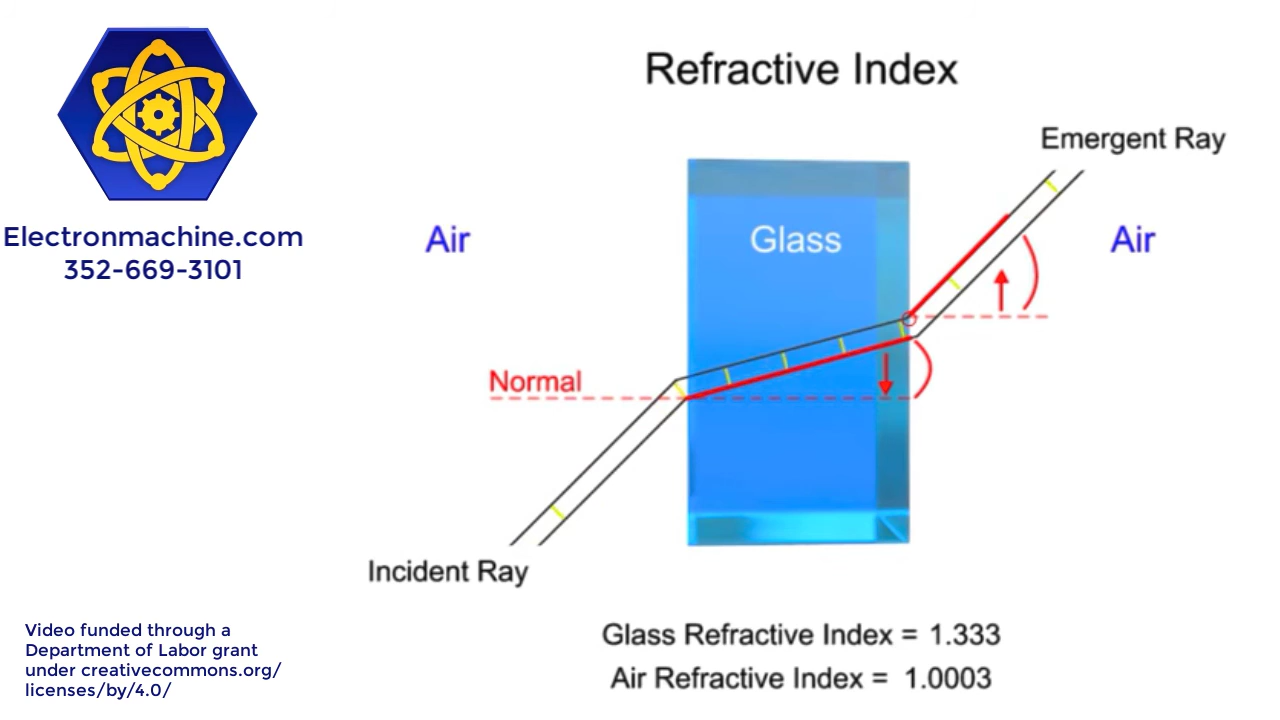 Refractive Index
Emergent Ray
Electronmachine.com
352-669-3101
Air
Glass
Air
Normal
Incident Ray
Video funded through a
Department of Labor grant
under creativecommons.org/
licenses/by/4.0/
Glass Refractive Index = 1.333
Air Refractive Index = 1.0003